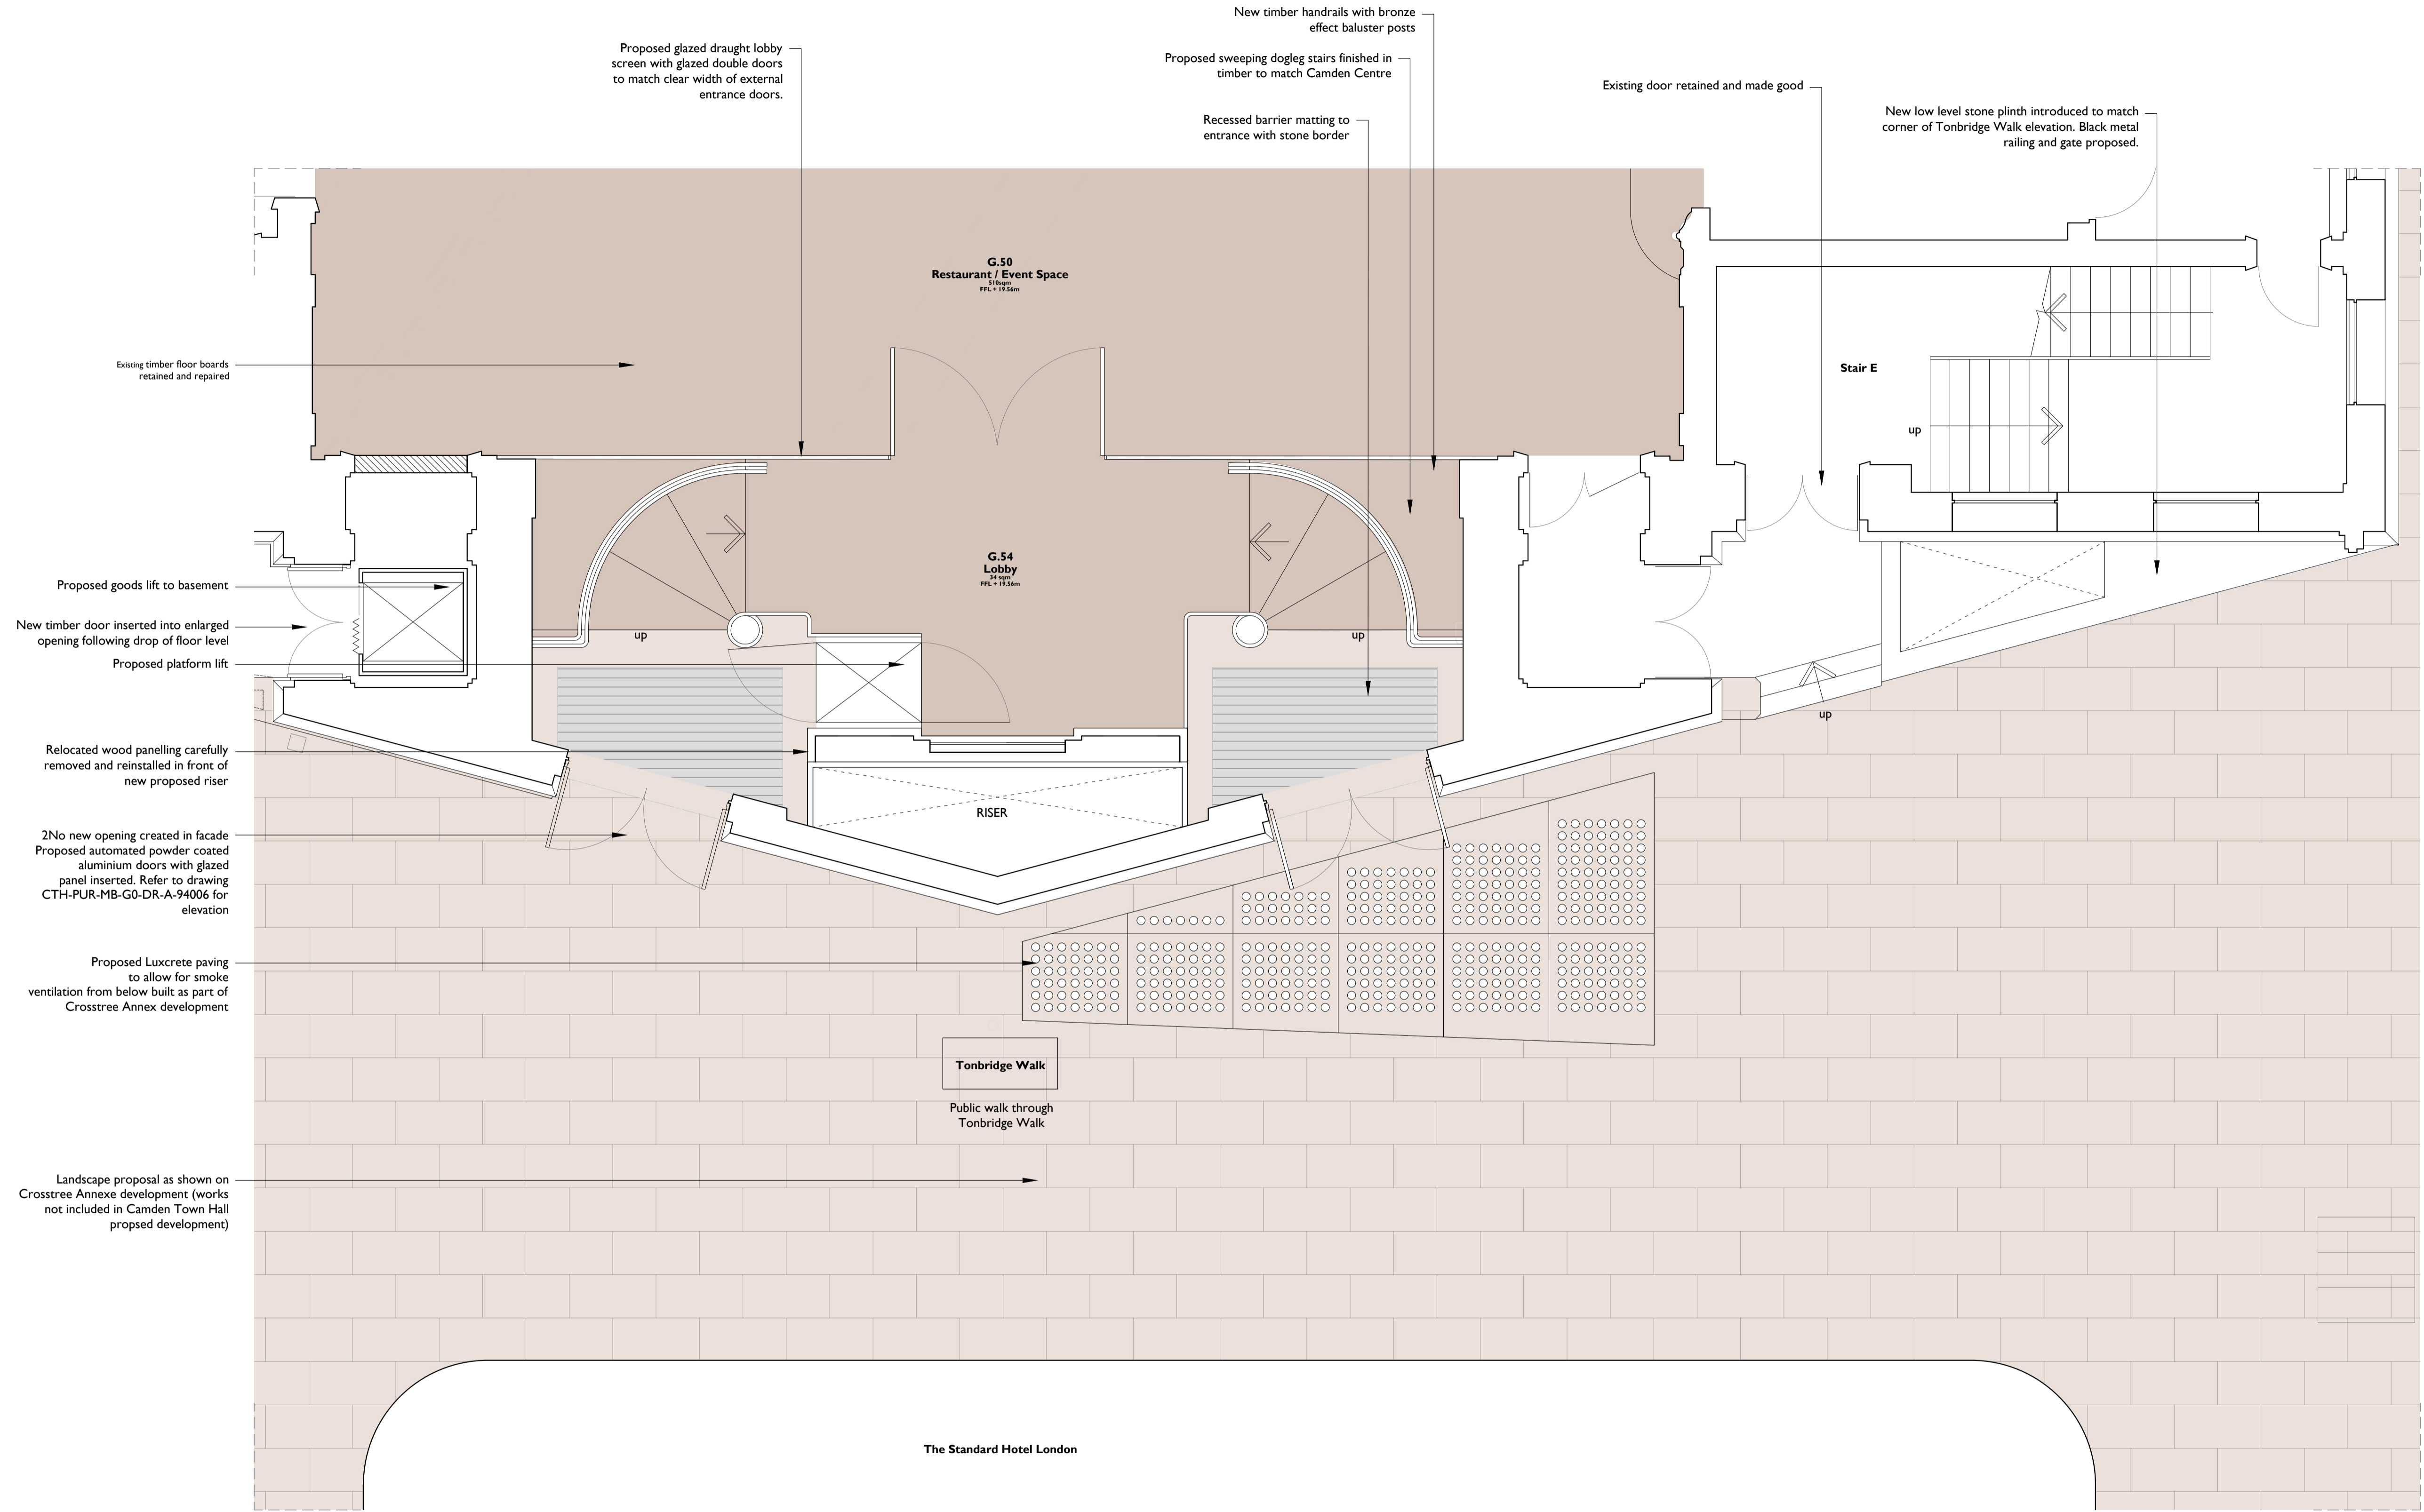 New timber handrails with bronze
effect baluster posts
Proposed glazed draught lobby
screen with glazed double doors
to match clear width of external
entrance doors.
Proposed sweeping dogleg stairs finished in
timber to match Camden Centre
Existing door retained and made good
New low level stone plinth introduced to match
corner of Tonbridge Walk elevation. Black metal
railing and gate proposed.
Recessed barrier matting to
entrance with stone border
G.50
Restaurant / Event Space
510sqm
FFL + 19.56m
Existing timber floor boards
retained and repaired
Stair E
up
G.54
Lobby
34 sqm
FFL + 19.56m
Proposed goods lift to basement
New timber door inserted into enlarged
opening following drop of floor level
up
up
Proposed platform lift
up
Relocated wood panelling carefully
removed and reinstalled in front of
new proposed riser
RISER
2No new opening created in facade
Proposed automated powder coated
aluminium doors with glazed
panel inserted. Refer to drawing
CTH-PUR-MB-G0-DR-A-94006 for
elevation
Proposed Luxcrete paving
to allow for smoke
ventilation from below built as part of
Crosstree Annex development
Tonbridge Walk
Public walk through
Tonbridge Walk
Landscape proposal as shown on
Crosstree Annexe development (works
not included in Camden Town Hall
propsed development)
The Standard Hotel London